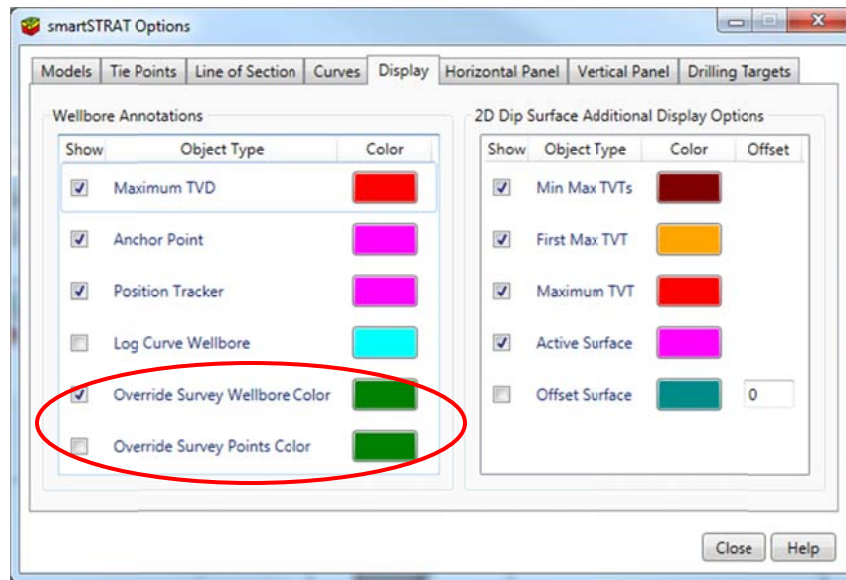 smartSTRAT Options
Models Tie Points Line of Section Curves Display Horizontal Panel Vertical Panel Drilling Targets
Wellbore Annotations
Show Object Type Color
Maximum TVD
Anchor Point
Position Tracker
Log Curve Wellbore
Override Survey Wellbore Color
Override Survey Points Color
2D Dip Surface Additional Display Options
Show Object Type Color Offset
Min Max TVTs
First Max TVT
Maximum TVT
Active Surface
Offset Surface 0
Close Help